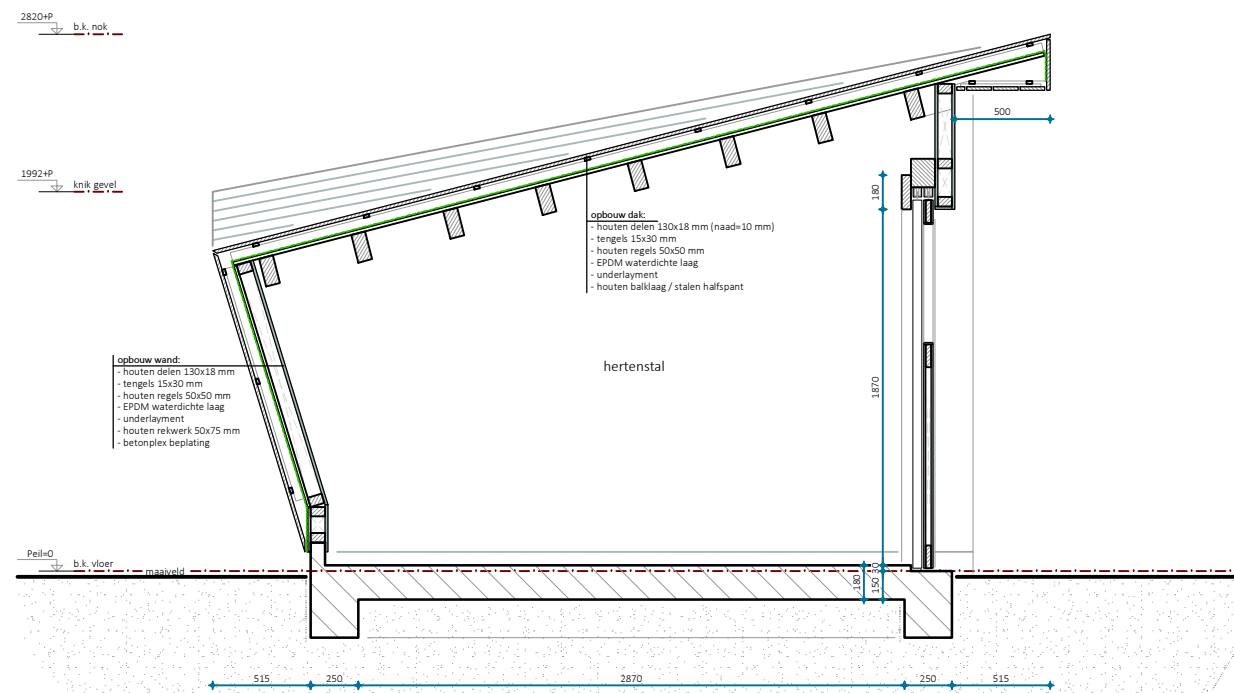 2820+P
b.k. nok
500
1992+P
knik gevel
180
opbouw dak:
- houten delen 130x18 mm (naad=10 mm)
- tengels 15x30 mm
- houten regels 50x50 mm
- EPDM waterdichte laag
- underlayment
- houten balklaag / stalen halfspant
hertenstal
opbouw wand:
- houten delen 130x18 mm
- tengels 15x30 mm
- houten regels 50x50 mm
- EPDM waterdichte laag
- underlayment
- houten rekwerk 50x75 mm
- betonplex beplating
1870
Peil=0
b.k. vloer
maaiveld
180
150
30
515
250
2870
250
515